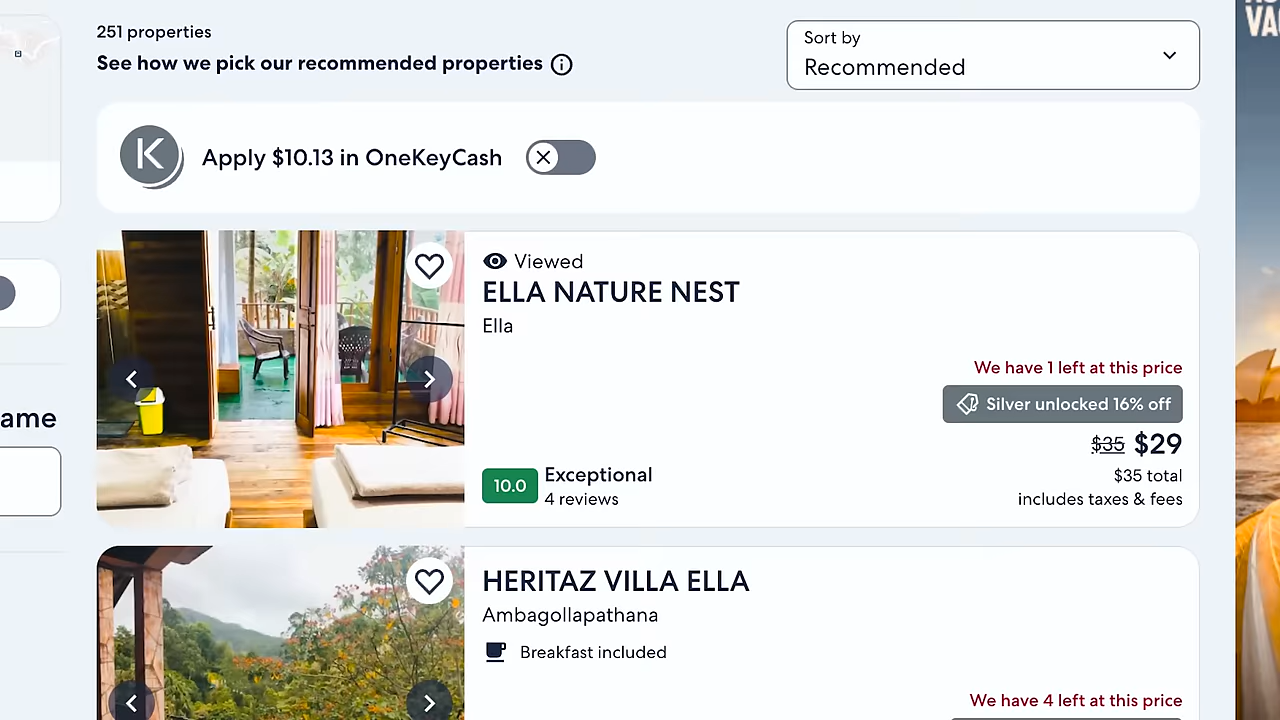 251 properties
See how we pick our recommended properties
Sort by
Recommended
K
Apply $10.13 in OneKeyCash
Viewed
ELLA NATURE NEST
Ella
We have 1 left at this price
Silver unlocked 16% off
$35 $29
$35 total
includes taxes & fees
10.0
Exceptional
4 reviews
HERITAZ VILLA ELLA
Ambagollapathana
Breakfast included
We have 4 left at this price
ame
VA